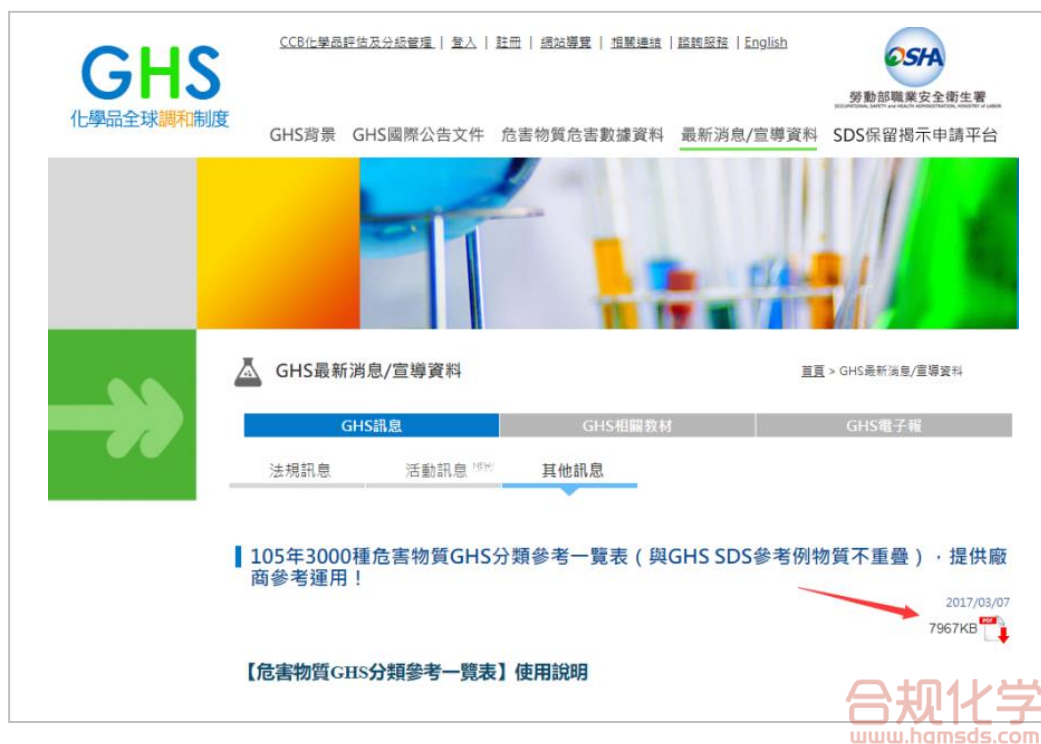 GHS
化學品全球調和制度
CCB化學品評估及分級管理 | 登入 | 註冊 | 網站導覽 | 相關連結 | 諮詢服務 | English
OSHA
勞動部職業安全衛生署
OCCUPATIONAL SAFETY and HEALTH ADMINISTRATION, MINISTRY of LABOR
GHS背景 GHS國際公告文件 危害物質危害數據資料 最新消息/宣導資料 SDS保留揭示申請平台
GHS最新消息/宣導資料
首頁 > GHS最新消息/宣導資料
GHS訊息 GHS相關教材 GHS電子報
法規訊息 活動訊息 NEW 其他訊息
105年3000種危害物質GHS分類參考一覽表（與GHS SDS參考例物質不重疊），提供廠
商參考運用！
2017/03/07
7967KB PDF
【危害物質GHS分類參考一覽表】使用說明
合规化学
www.hgmsds.com